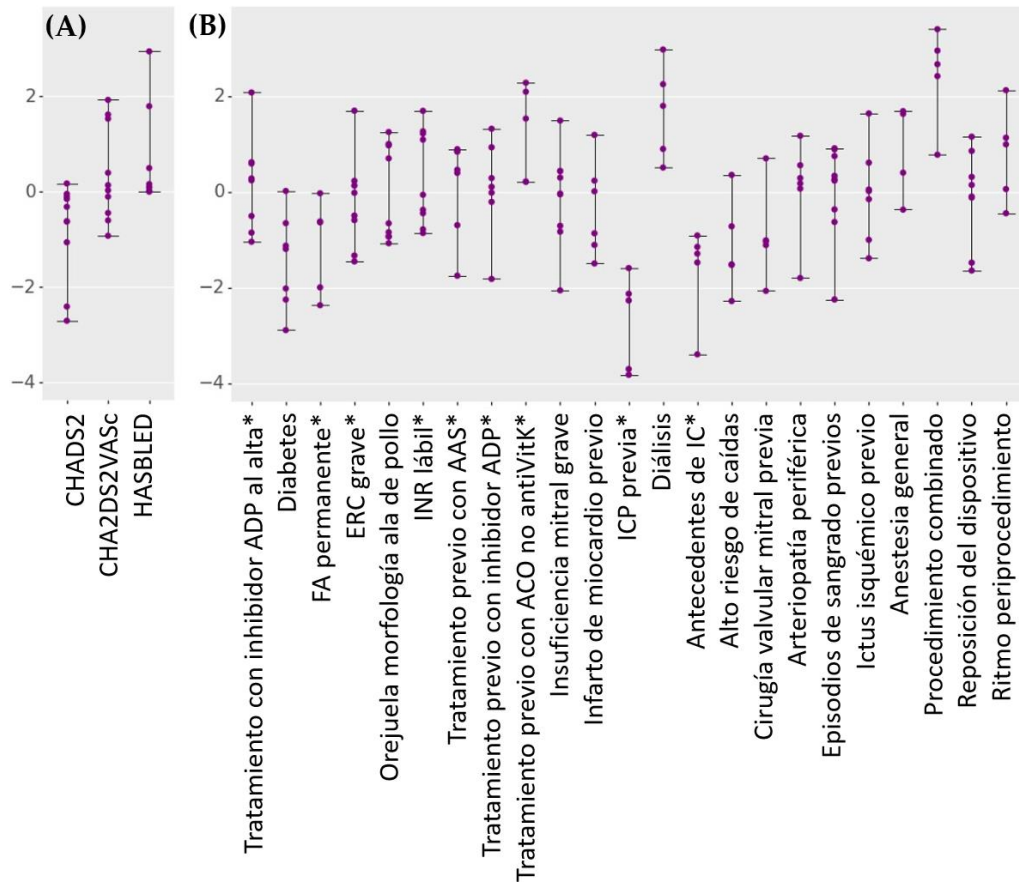 (A)
(B)
2
0
−2
−4
2
0
−2
−4
CHADS2
CHA2DS2VASc
HASBLED
Tratamiento con inhibidor ADP al alta*
Diabetes
FA permanente*
ERC grave*
Orejuela morfología ala de pollo
INR lábil*
Tratamiento previo con AAS*
Tratamiento previo con inhibidor ADP*
Tratamiento previo con ACO no antiVitK*
Insuficiencia mitral grave
Infarto de miocardio previo
ICP previa*
Diálisis
Antecedentes de IC*
Alto riesgo de caídas
Cirugía valvular mitral previa
Arteriopatía periférica
Episodios de sangrado previos
Ictus isquémico previo
Anestesia general
Procedimiento combinado
Reposición del dispositivo
Ritmo periprocedimiento